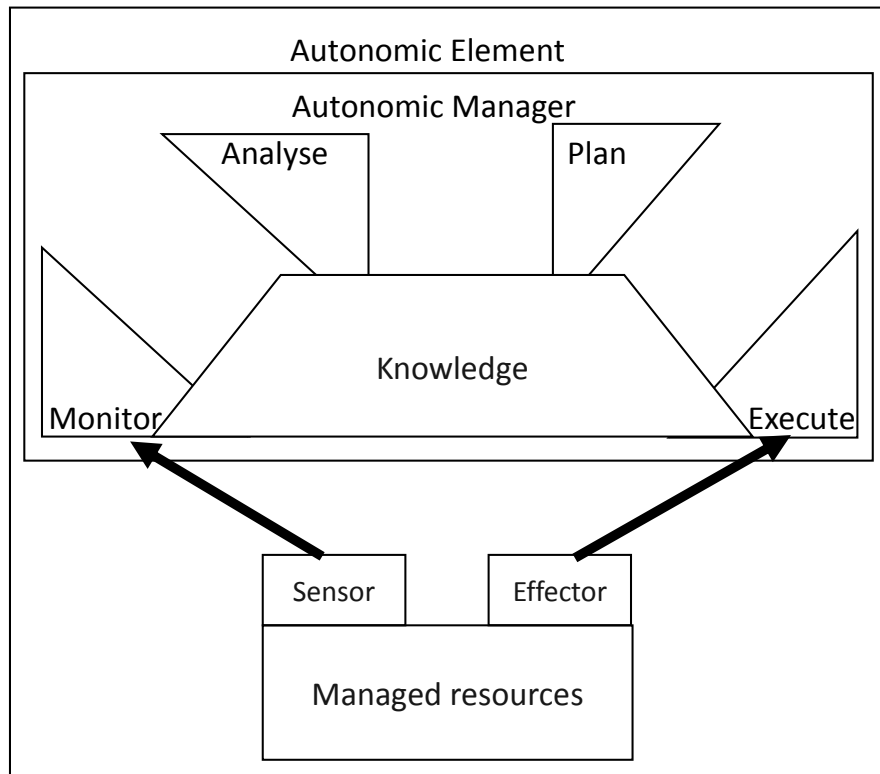 Autonomic Element
Autonomic Manager
Analyse
Plan
Knowledge
Monitor
Execute
Sensor
Effector
Managed resources